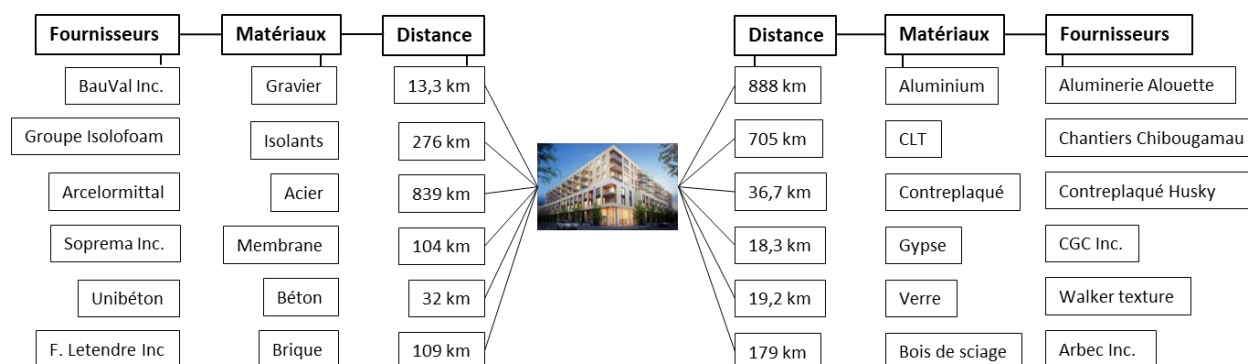 Fournisseurs Matériaux Distance Distance Matériaux Fournisseurs
BauVal Inc. Gravier 13,3 km 888 km Aluminium Aluminerie Alouette
Groupe Isolofoam Isolants 276 km 705 km CLT Chantiers Chibougamau
Arcelormittal Acier 839 km 36,7 km Contreplaqué Contreplaqué Husky
Soprema Inc. Membrane 104 km 18,3 km Gypse CGC Inc.
Unibéton Béton 32 km 19,2 km Verre Walker texture
F. Letendre Inc Brique 109 km 179 km Bois de sciage Arbec Inc.